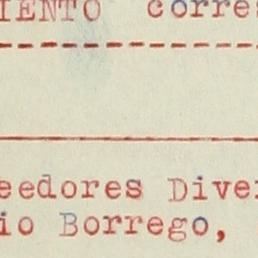 IENTO corres
eedores Diver
io Borrego,